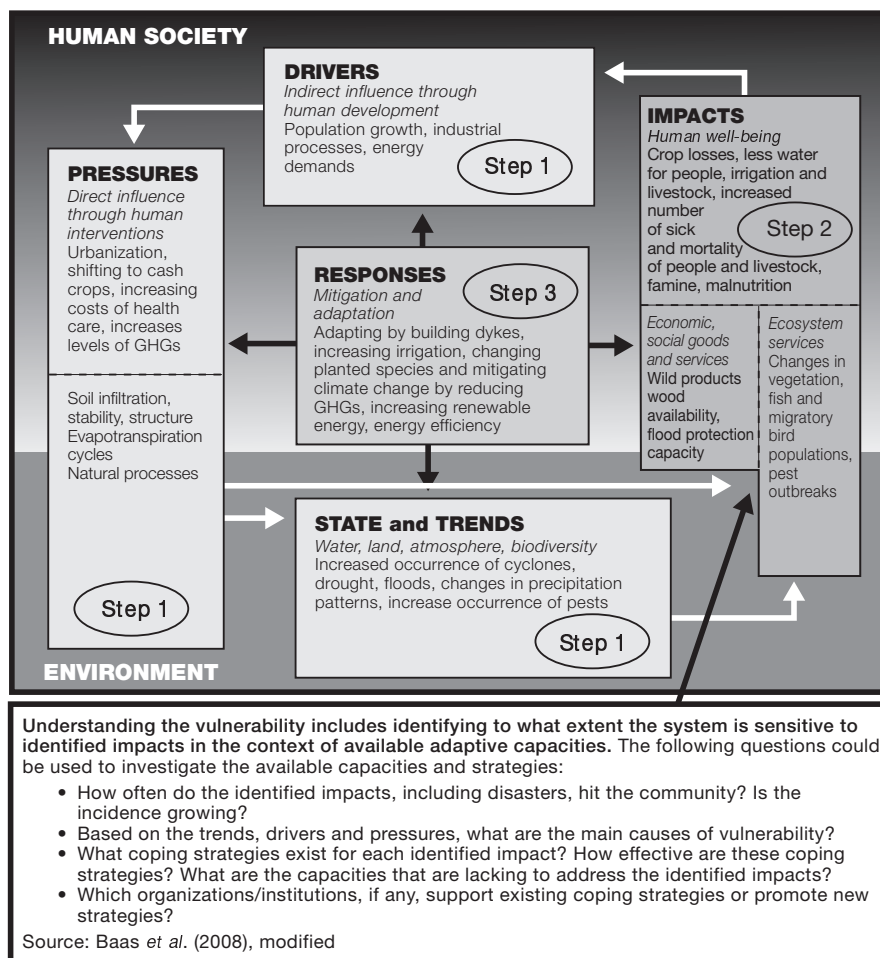 HUMAN SOCIETY
DRIVERS
Indirect influence through
human development
Population growth, industrial
processes, energy
demands
Step 1
IMPACTS
Human well-being
Crop losses, less water
for people, irrigation and
livestock, increased
number
of sick
and mortality
of people and livestock,
famine, malnutrition
Step 2
Economic,
social goods
and services
Wild products
wood
availability,
flood protection
capacity
Ecosystem
services
Changes in
vegetation,
fish and
migratory
bird
populations,
pest
outbreaks
PRESSURES
Direct influence
through human
interventions
Urbanization,
shifting to cash
crops, increasing
costs of health
care, increases
levels of GHGs
Soil infiltration,
stability, structure
Evapotranspiration
cycles
Natural processes
Step 1
RESPONSES
Mitigation and
adaptation
Adapting by building dykes,
increasing irrigation, changing
planted species and mitigating
climate change by reducing
GHGs, increasing renewable
energy, energy efficiency
Step 3
STATE and TRENDS
Water, land, atmosphere, biodiversity
Increased occurrence of cyclones,
drought, floods, changes in precipitation
patterns, increase occurrence of pests
Step 1
ENVIRONMENT
Understanding the vulnerability includes identifying to what extent the system is sensitive to
identified impacts in the context of available adaptive capacities. The following questions could
be used to investigate the available capacities and strategies:
• How often do the identified impacts, including disasters, hit the community? Is the
incidence growing?
• Based on the trends, drivers and pressures, what are the main causes of vulnerability?
• What coping strategies exist for each identified impact? How effective are these coping
strategies? What are the capacities that are lacking to address the identified impacts?
• Which organizations/institutions, if any, support existing coping strategies or promote new
strategies?
Source: Baas et al. (2008), modified